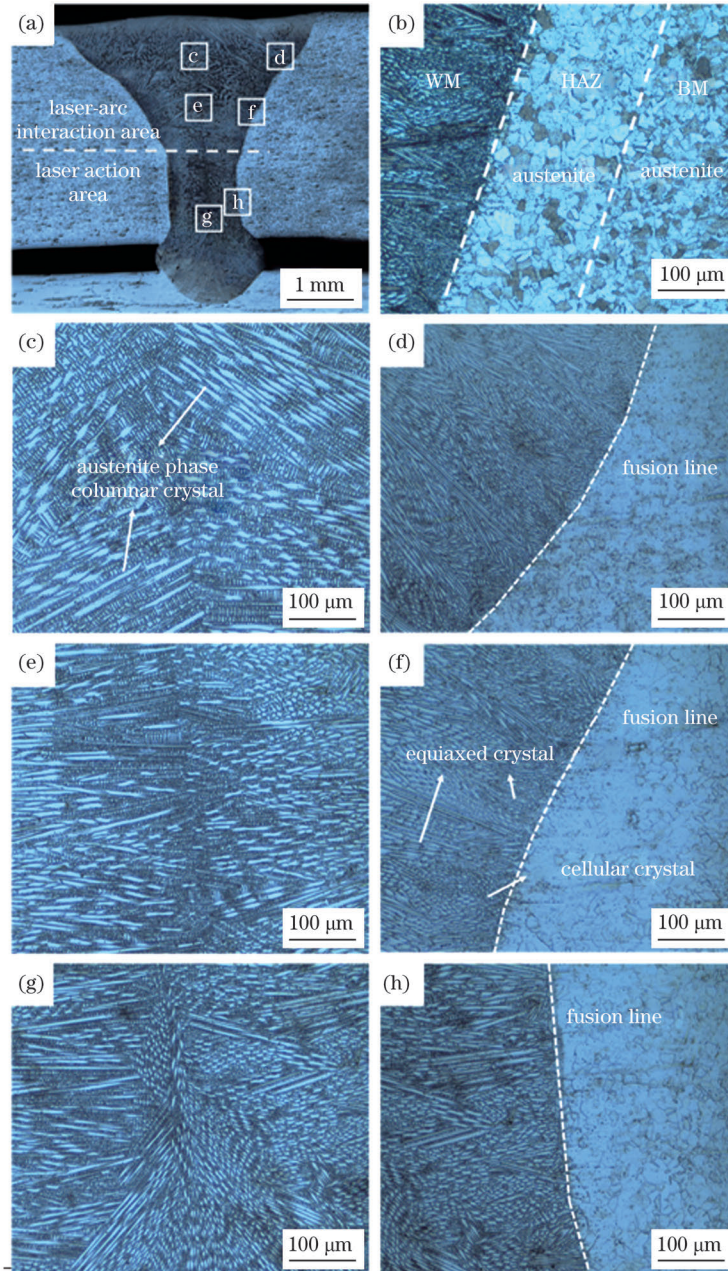 (a)
c
d
e
f
laser-arc
interaction area
laser action
area
h
g
1 mm
(b)
WM
HAZ
BM
austenite
austenite
100 μm
(c)
austenite phase
columnar crystal
100 μm
(d)
fusion line
100 μm
(e)
100 μm
(f)
fusion line
equiaxed crystal
cellular crystal
100 μm
(g)
100 μm
(h)
fusion line
100 μm